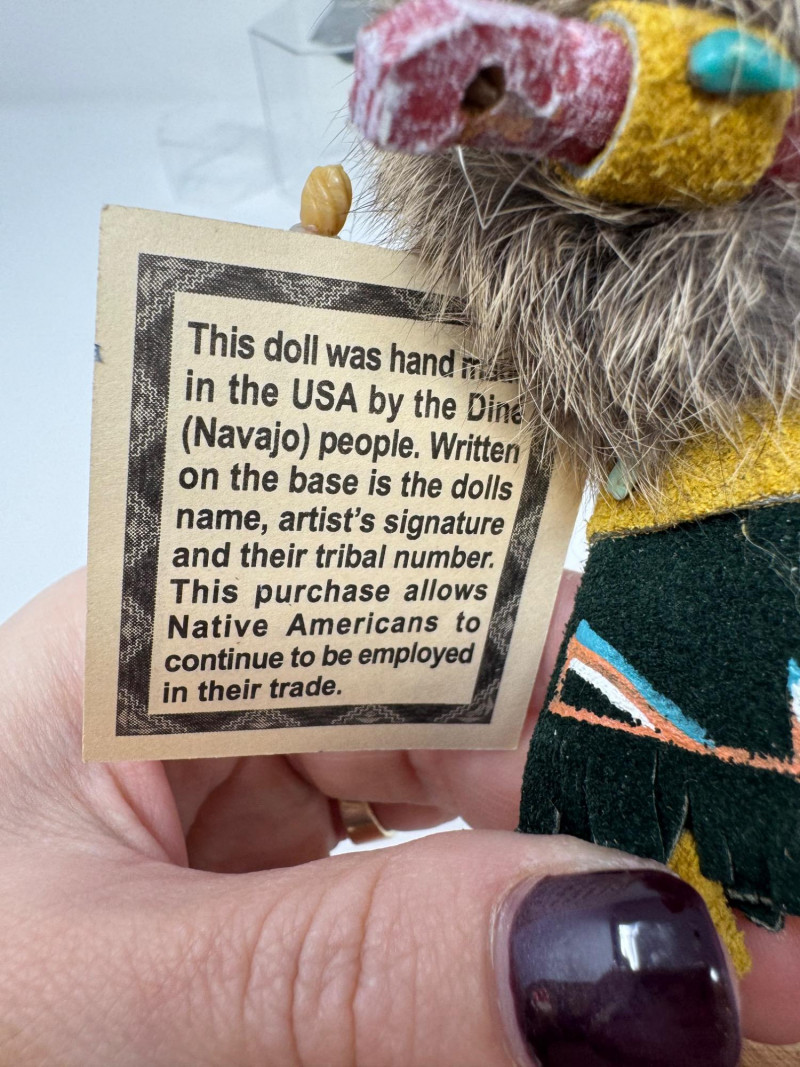 This doll was hand made
in the USA by the Dine
(Navajo) people. Written
on the base is the dolls
name, artist's signature
and their tribal number.
This purchase allows
Native Americans to
continue to be employed
in their trade.